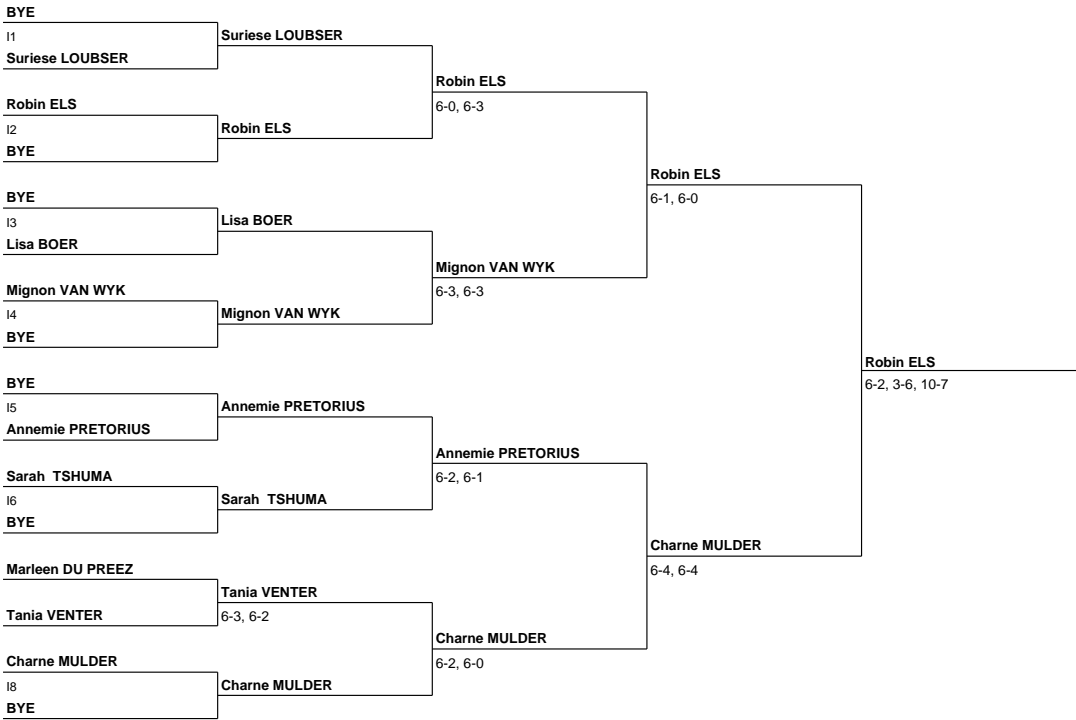 BYE
I1
Suriese LOUBSER
Robin ELS
I2
BYE
BYE
I3
Lisa BOER
Mignon VAN WYK
I4
BYE
BYE
I5
Annemie PRETORIUS
Sarah  TSHUMA
I6
BYE
Marleen DU PREEZ
Tania VENTER
Charne MULDER
I8
BYE
Suriese LOUBSER
Robin ELS
Lisa BOER
Mignon VAN WYK
Annemie PRETORIUS
Sarah  TSHUMA
Tania VENTER
6-3, 6-2
Charne MULDER
Robin ELS
6-0, 6-3
Mignon VAN WYK
6-3, 6-3
Annemie PRETORIUS
6-2, 6-1
Charne MULDER
6-2, 6-0
Robin ELS
6-1, 6-0
Charne MULDER
6-4, 6-4
Robin ELS
6-2, 3-6, 10-7